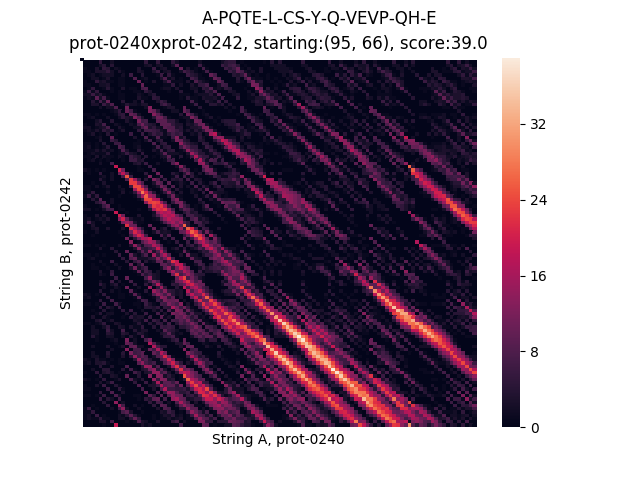 A-PQTE-L-CS-Y-Q-VEVP-QH-E
prot-0240xprot-0242, starting:(95, 66), score:39.0
String B, prot-0242
String A, prot-0240
32
24
16
8
0